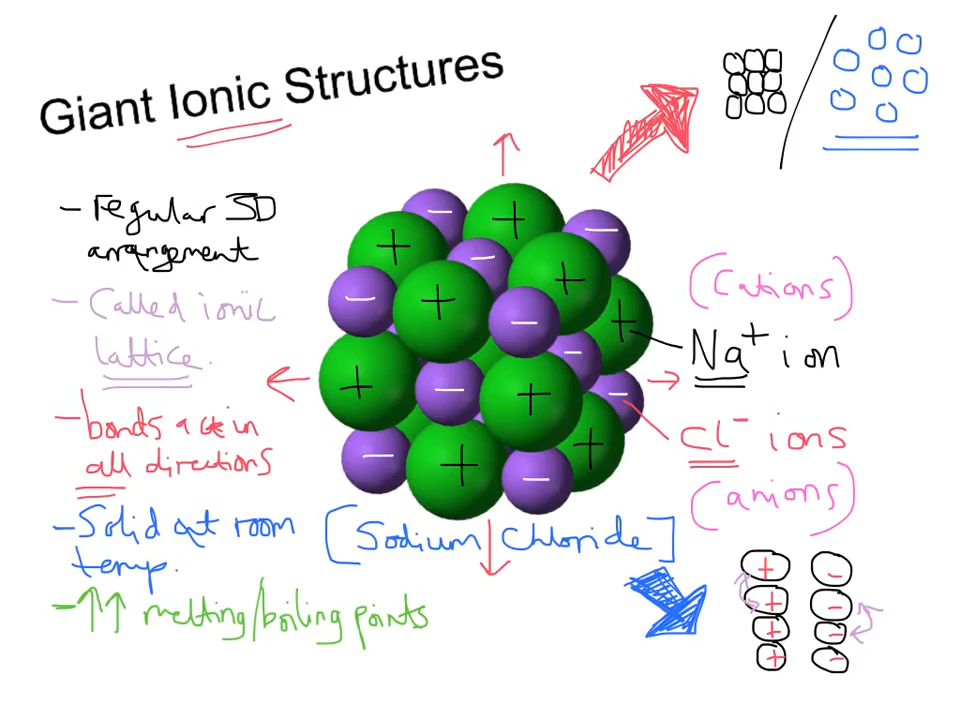 Giant Ionic Structures
- regular 3D
arrangement
- Called ionic
lattice.
- bonds act in
all directions
- Solid at room
temp.
- ↑↑ melting/boiling points
[Sodium Chloride]
(Cations)
Na+ ion
Cl- ions
(anions)
+ - + - - + + - + - + - - + - + - + -
+ -
+ -
+ -
+ -